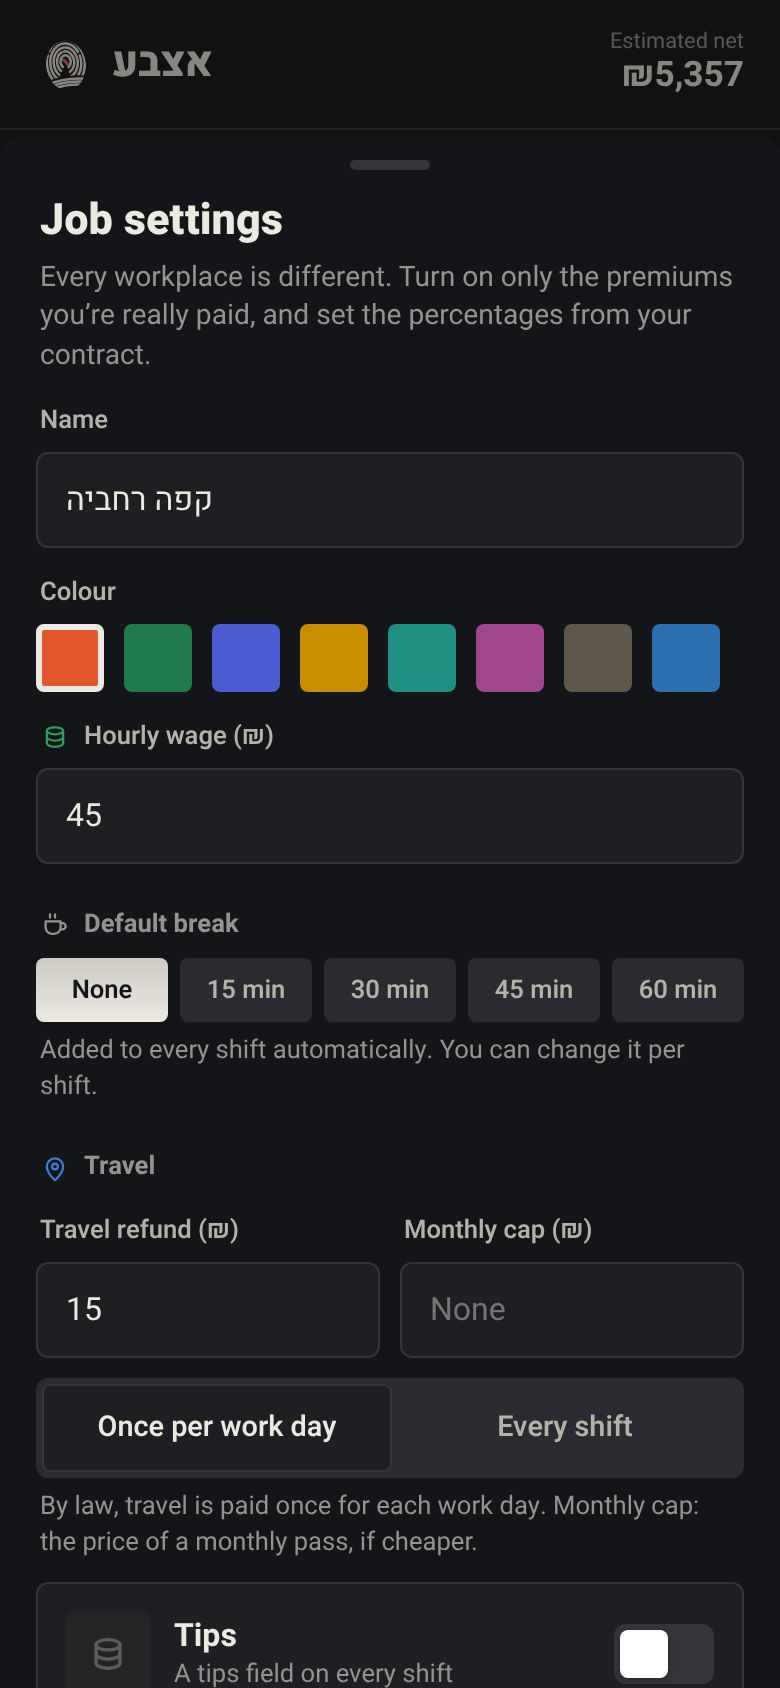 אצבע
Estimated net
₪5,357
Job settings
Every workplace is different. Turn on only the premiums
you’re really paid, and set the percentages from your
contract.
Name
קפה רחביה
Colour
Hourly wage (₪)
45
Default break
None 15 min 30 min 45 min 60 min
Added to every shift automatically. You can change it per
shift.
Travel
Travel refund (₪) Monthly cap (₪)
15 None
Once per work day Every shift
By law, travel is paid once for each work day. Monthly cap:
the price of a monthly pass, if cheaper.
Tips
A tips field on every shift